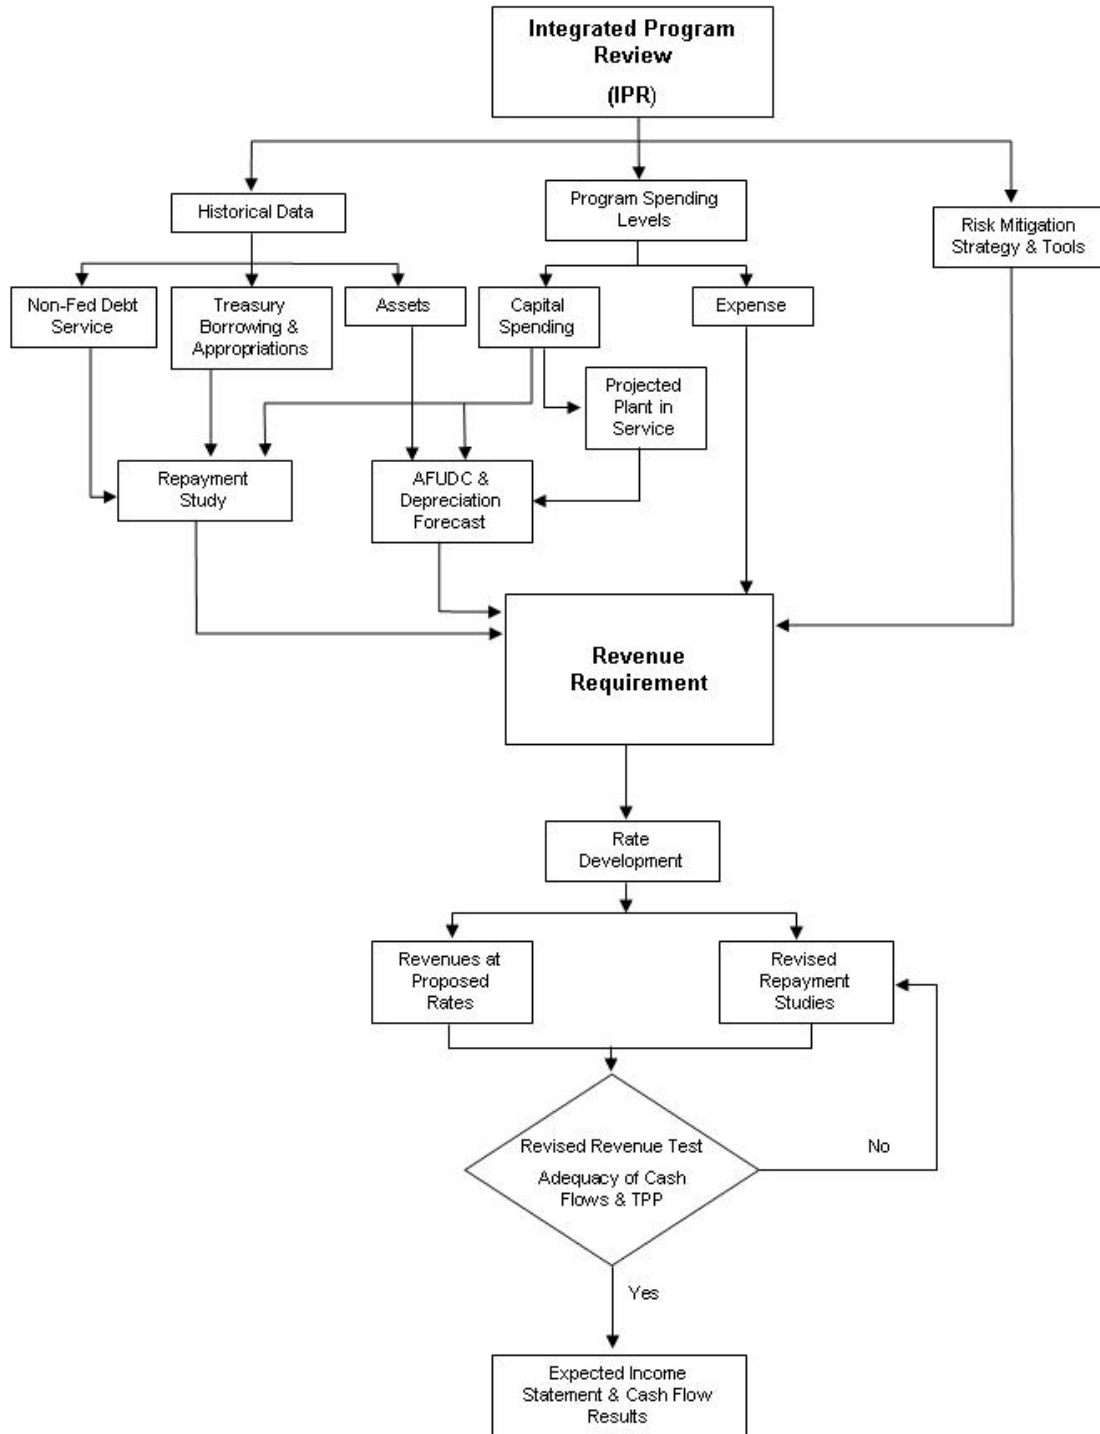 Integrated Program
Review
(IPR)
Historical Data
Program Spending
Levels
Risk Mitigation
Strategy & Tools
Non-Fed Debt
Service
Treasury
Borrowing &
Appropriations
Assets
Capital
Spending
Expense
Projected
Plant in
Service
Repayment
Study
AFUDC &
Depreciation
Forecast
Revenue
Requirement
Rate
Development
Revenues at
Proposed
Rates
Revised
Repayment
Studies
Revised Revenue Test
Adequacy of Cash
Flows & TPP
No
Yes
Expected Income
Statement & Cash Flow
Results